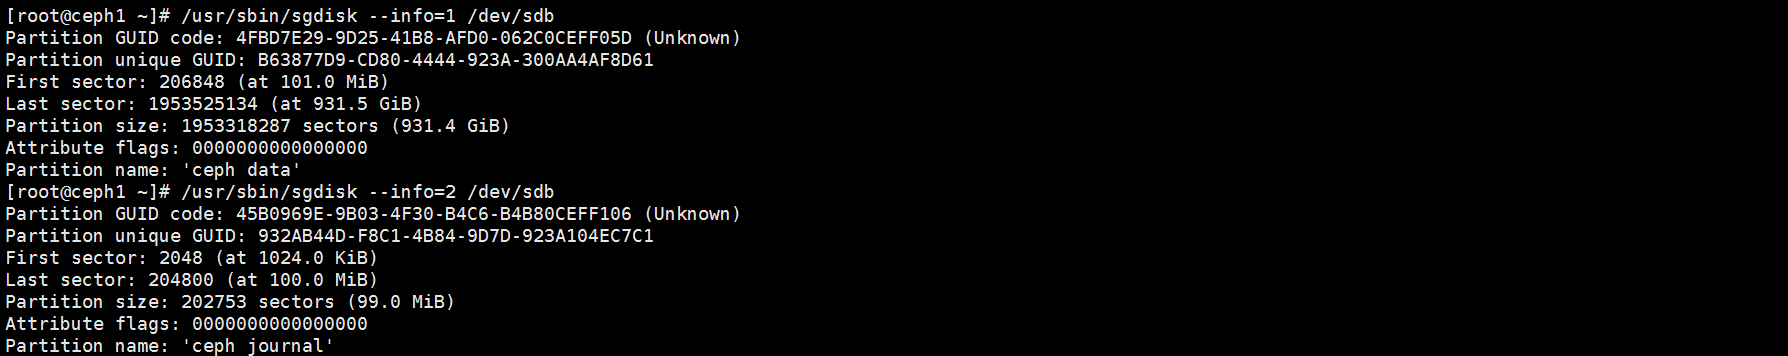 [root@ceph1 ~]# /usr/sbin/sgdisk --info=1 /dev/sdb
Partition GUID code: 4FBD7E29-9D25-41B8-AFD0-062C0CEFF05D (Unknown)
Partition unique GUID: B63877D9-CD80-4444-923A-300AA4AF8D61
First sector: 206848 (at 101.0 MiB)
Last sector: 1953525134 (at 931.5 GiB)
Partition size: 1953318287 sectors (931.4 GiB)
Attribute flags: 0000000000000000
Partition name: 'ceph data'
[root@ceph1 ~]# /usr/sbin/sgdisk --info=2 /dev/sdb
Partition GUID code: 45B0969E-9B03-4F30-B4C6-B4B80CEFF106 (Unknown)
Partition unique GUID: 932AB44D-F8C1-4B84-9D7D-923A104EC7C1
First sector: 2048 (at 1024.0 KiB)
Last sector: 204800 (at 100.0 MiB)
Partition size: 202753 sectors (99.0 MiB)
Attribute flags: 0000000000000000
Partition name: 'ceph journal'